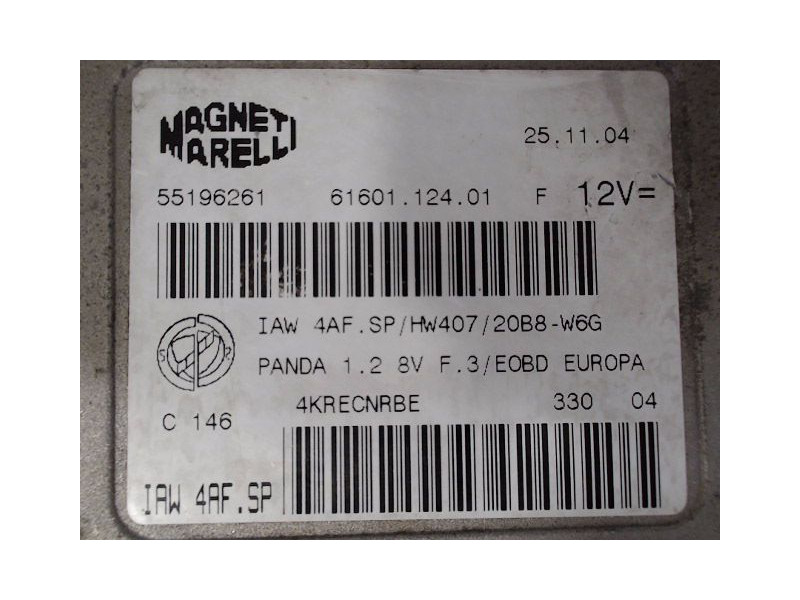 MAGNETI
MARELLI
25.11.04
55196261 61601.124.01 F 12V=
IAW 4AF.SP/HW407/20B8-W6G
PANDA 1.2 8V F.3/EOBD EUROPA
S R
C 146
4KRECNRBE 330 04
IAW 4AF.SP